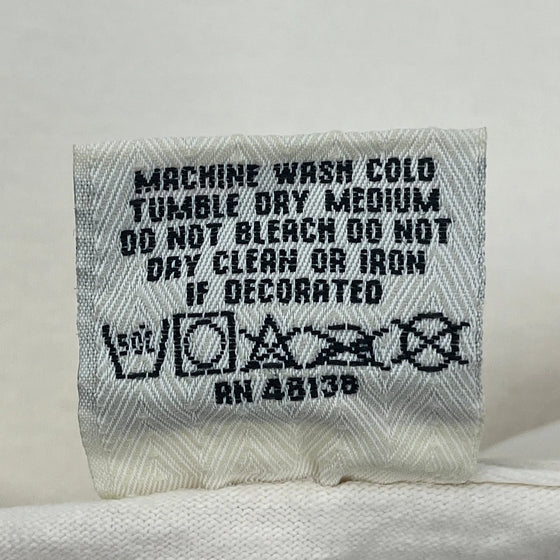 MACHINE WASH COLD
TUMBLE DRY MEDIUM
DO NOT BLEACH DO NOT
DRY CLEAN OR IRON
IF DECORATED
50°C
RN 48138